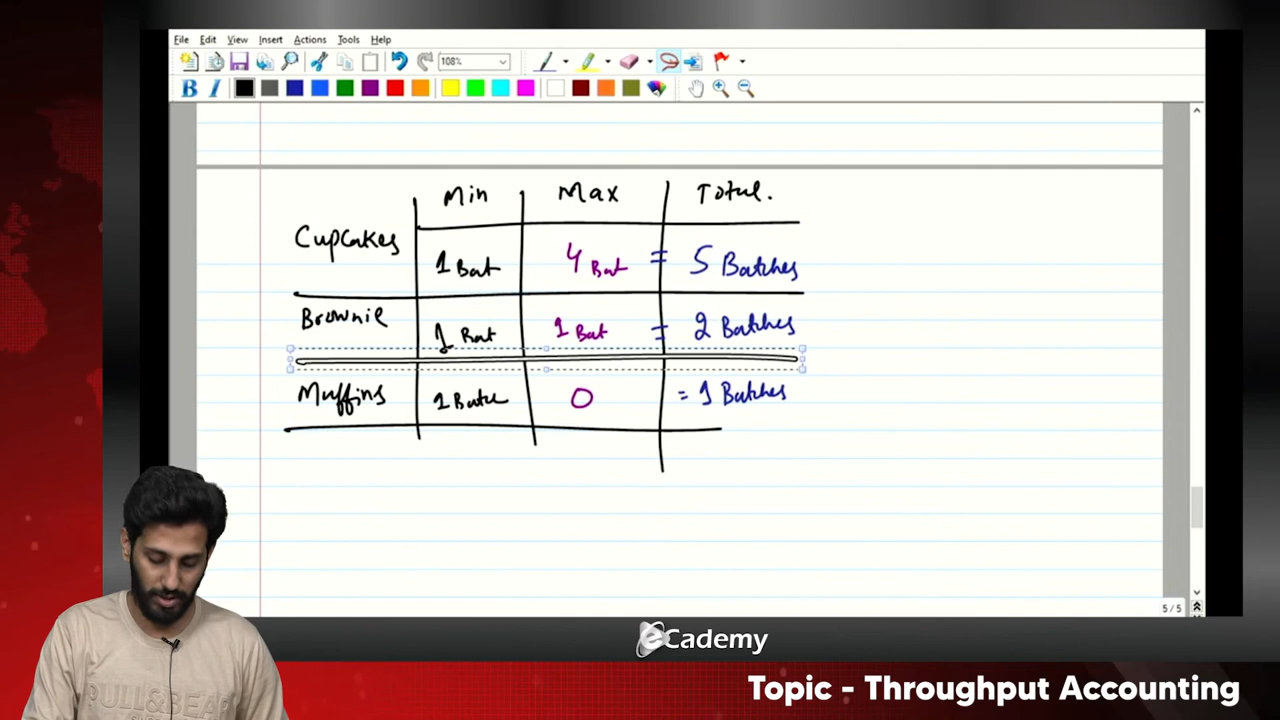 File Edit View Insert Actions Tools Help
108%
B I
Min Max Total.
Cupcakes 1 Bat 4 Bat = 5 Batches
Brownie 1 Bat 1 Bat = 2 Batches
Muffins 1 Batch 0 = 1 Batches
5 / 5
PULL&BEAR
eCademy
Topic - Throughput Accounting